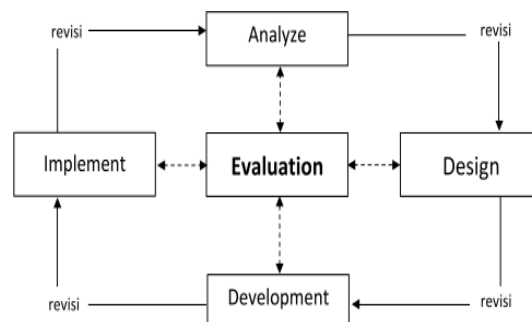 revisi
Analyze
revisi
Implement
Evaluation
Design
revisi
Development
revisi